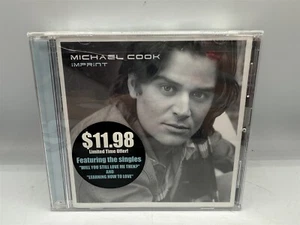 MICHAEL COOK
IMPRINT
$11.98
Limited Time Offer!
Featuring the singles
"WILL YOU STILL LOVE ME THEN?"
AND
"LEARNING HOW TO LOVE"